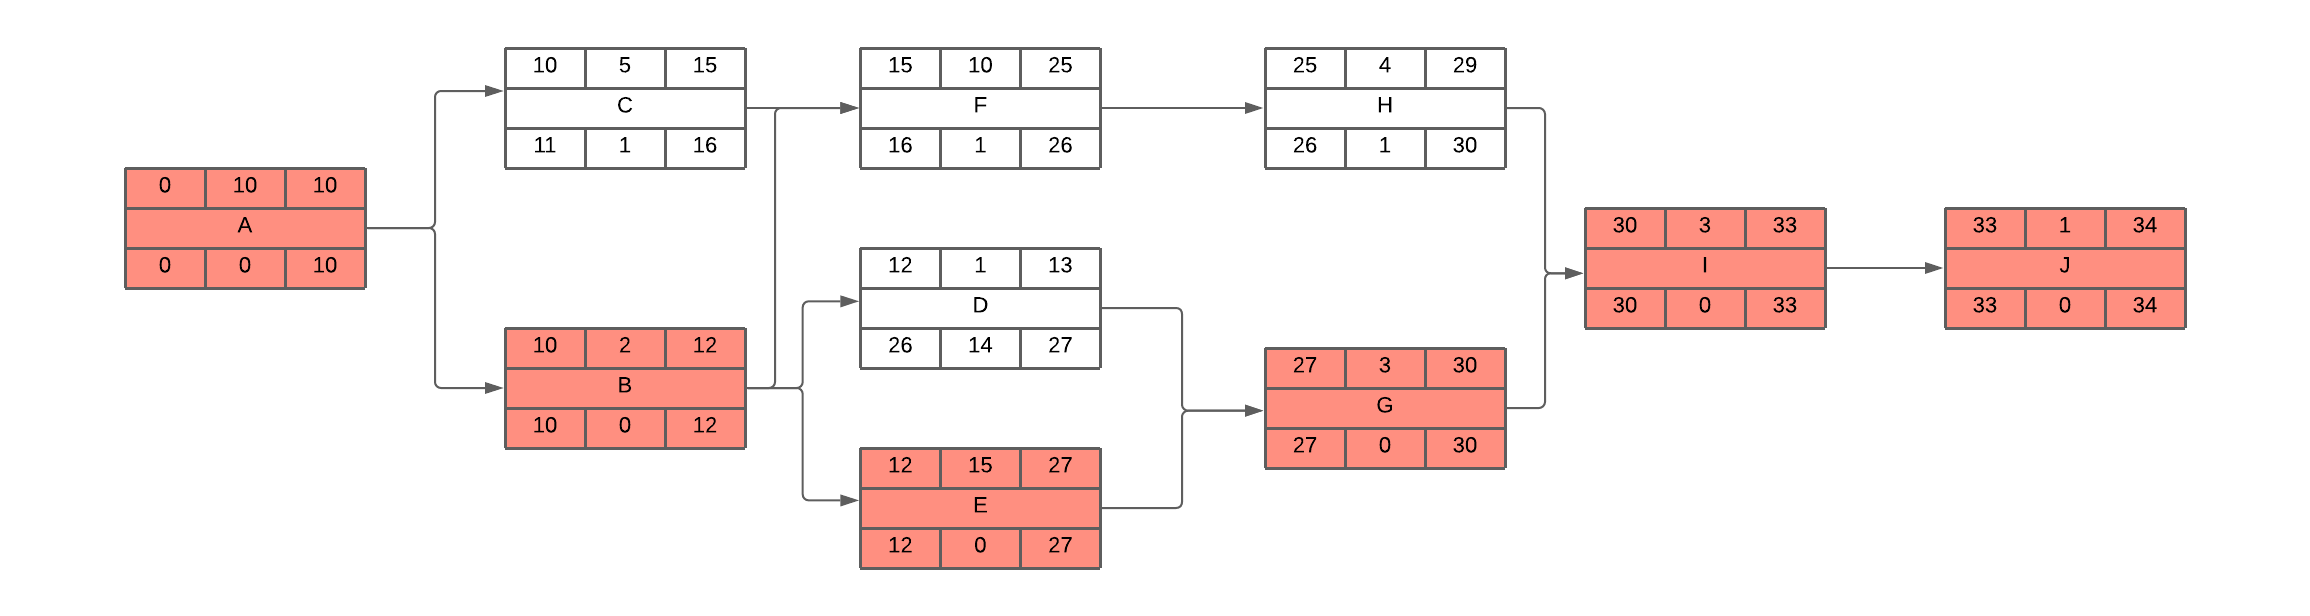 10 5 15
C
11 1 16
15 10 25
F
16 1 26
25 4 29
H
26 1 30
0 10 10
A
0 0 10
30 3 33
I
30 0 33
33 1 34
J
33 0 34
12 1 13
D
26 14 27
10 2 12
B
10 0 12
27 3 30
G
27 0 30
12 15 27
E
12 0 27